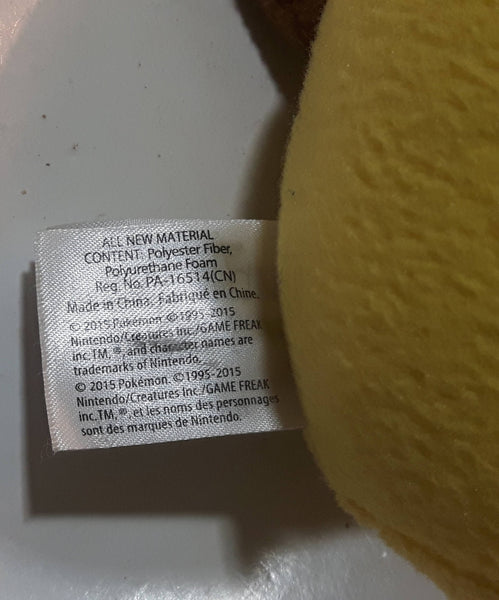 ALL NEW MATERIAL
CONTENT: Polyester Fiber,
Polyurethane Foam
Reg. No. PA-16514(CN)
Made in China. Fabriqué en Chine.
© 2015 Pokémon. © 1995-2015
Nintendo/Creatures Inc./GAME FREAK
inc. TM, ®, and character names are
trademarks of Nintendo.
© 2015 Pokémon. © 1995-2015
Nintendo/Creatures Inc./GAME FREAK
inc. TM, ®, et les noms des personnages
sont des marques de Nintendo.